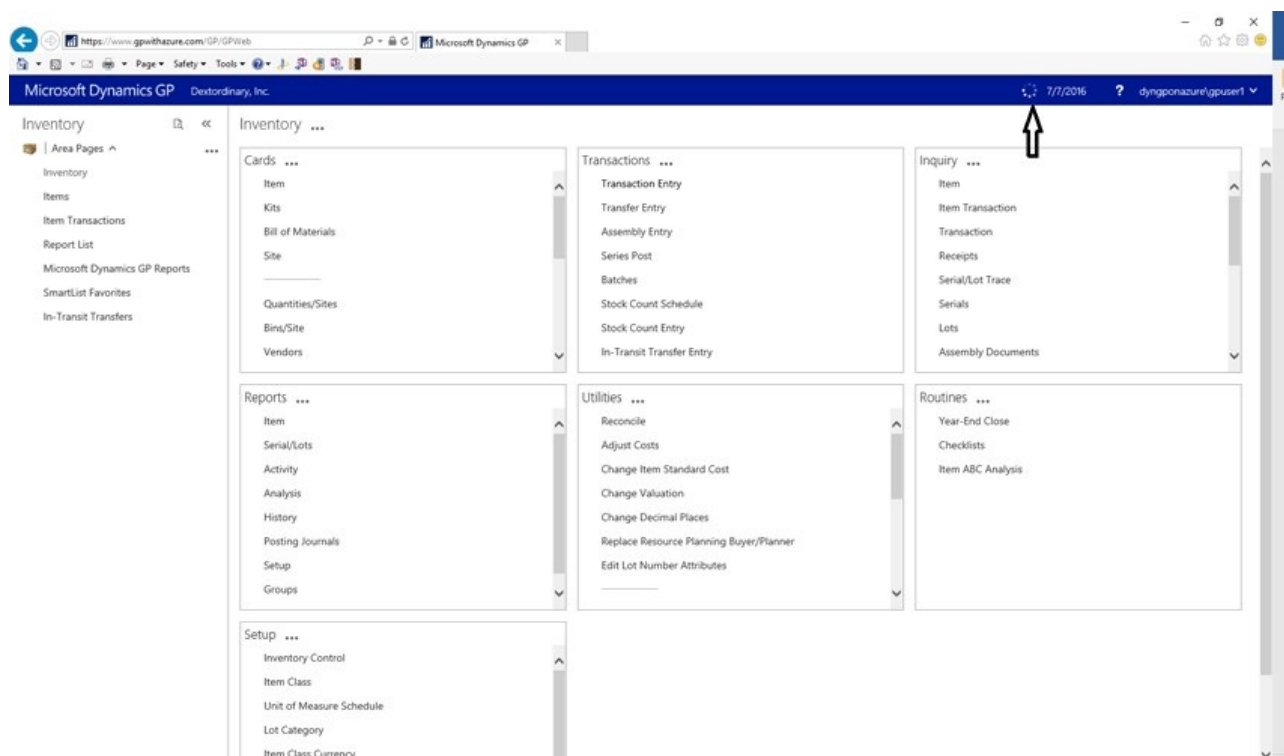 https://www.gpwithazure.com/GP/GPWeb
Microsoft Dynamics GP
Page Safety Tools
Microsoft Dynamics GP Dextordinary, Inc. 7/7/2016 ? dyngponazure\gpuser1
Inventory
Area Pages
Inventory
Items
Item Transactions
Report List
Microsoft Dynamics GP Reports
SmartList Favorites
In-Transit Transfers
Inventory ...
Cards ...
Item
Kits
Bill of Materials
Site
Quantities/Sites
Bins/Site
Vendors
Transactions ...
Transaction Entry
Transfer Entry
Assembly Entry
Series Post
Batches
Stock Count Schedule
Stock Count Entry
In-Transit Transfer Entry
Inquiry ...
Item
Item Transaction
Transaction
Receipts
Serial/Lot Trace
Serials
Lots
Assembly Documents
Reports ...
Item
Serial/Lots
Activity
Analysis
History
Posting Journals
Setup
Groups
Utilities ...
Reconcile
Adjust Costs
Change Item Standard Cost
Change Valuation
Change Decimal Places
Replace Resource Planning Buyer/Planner
Edit Lot Number Attributes
Routines ...
Year-End Close
Checklists
Item ABC Analysis
Setup ...
Inventory Control
Item Class
Unit of Measure Schedule
Lot Category
Item Class Currency